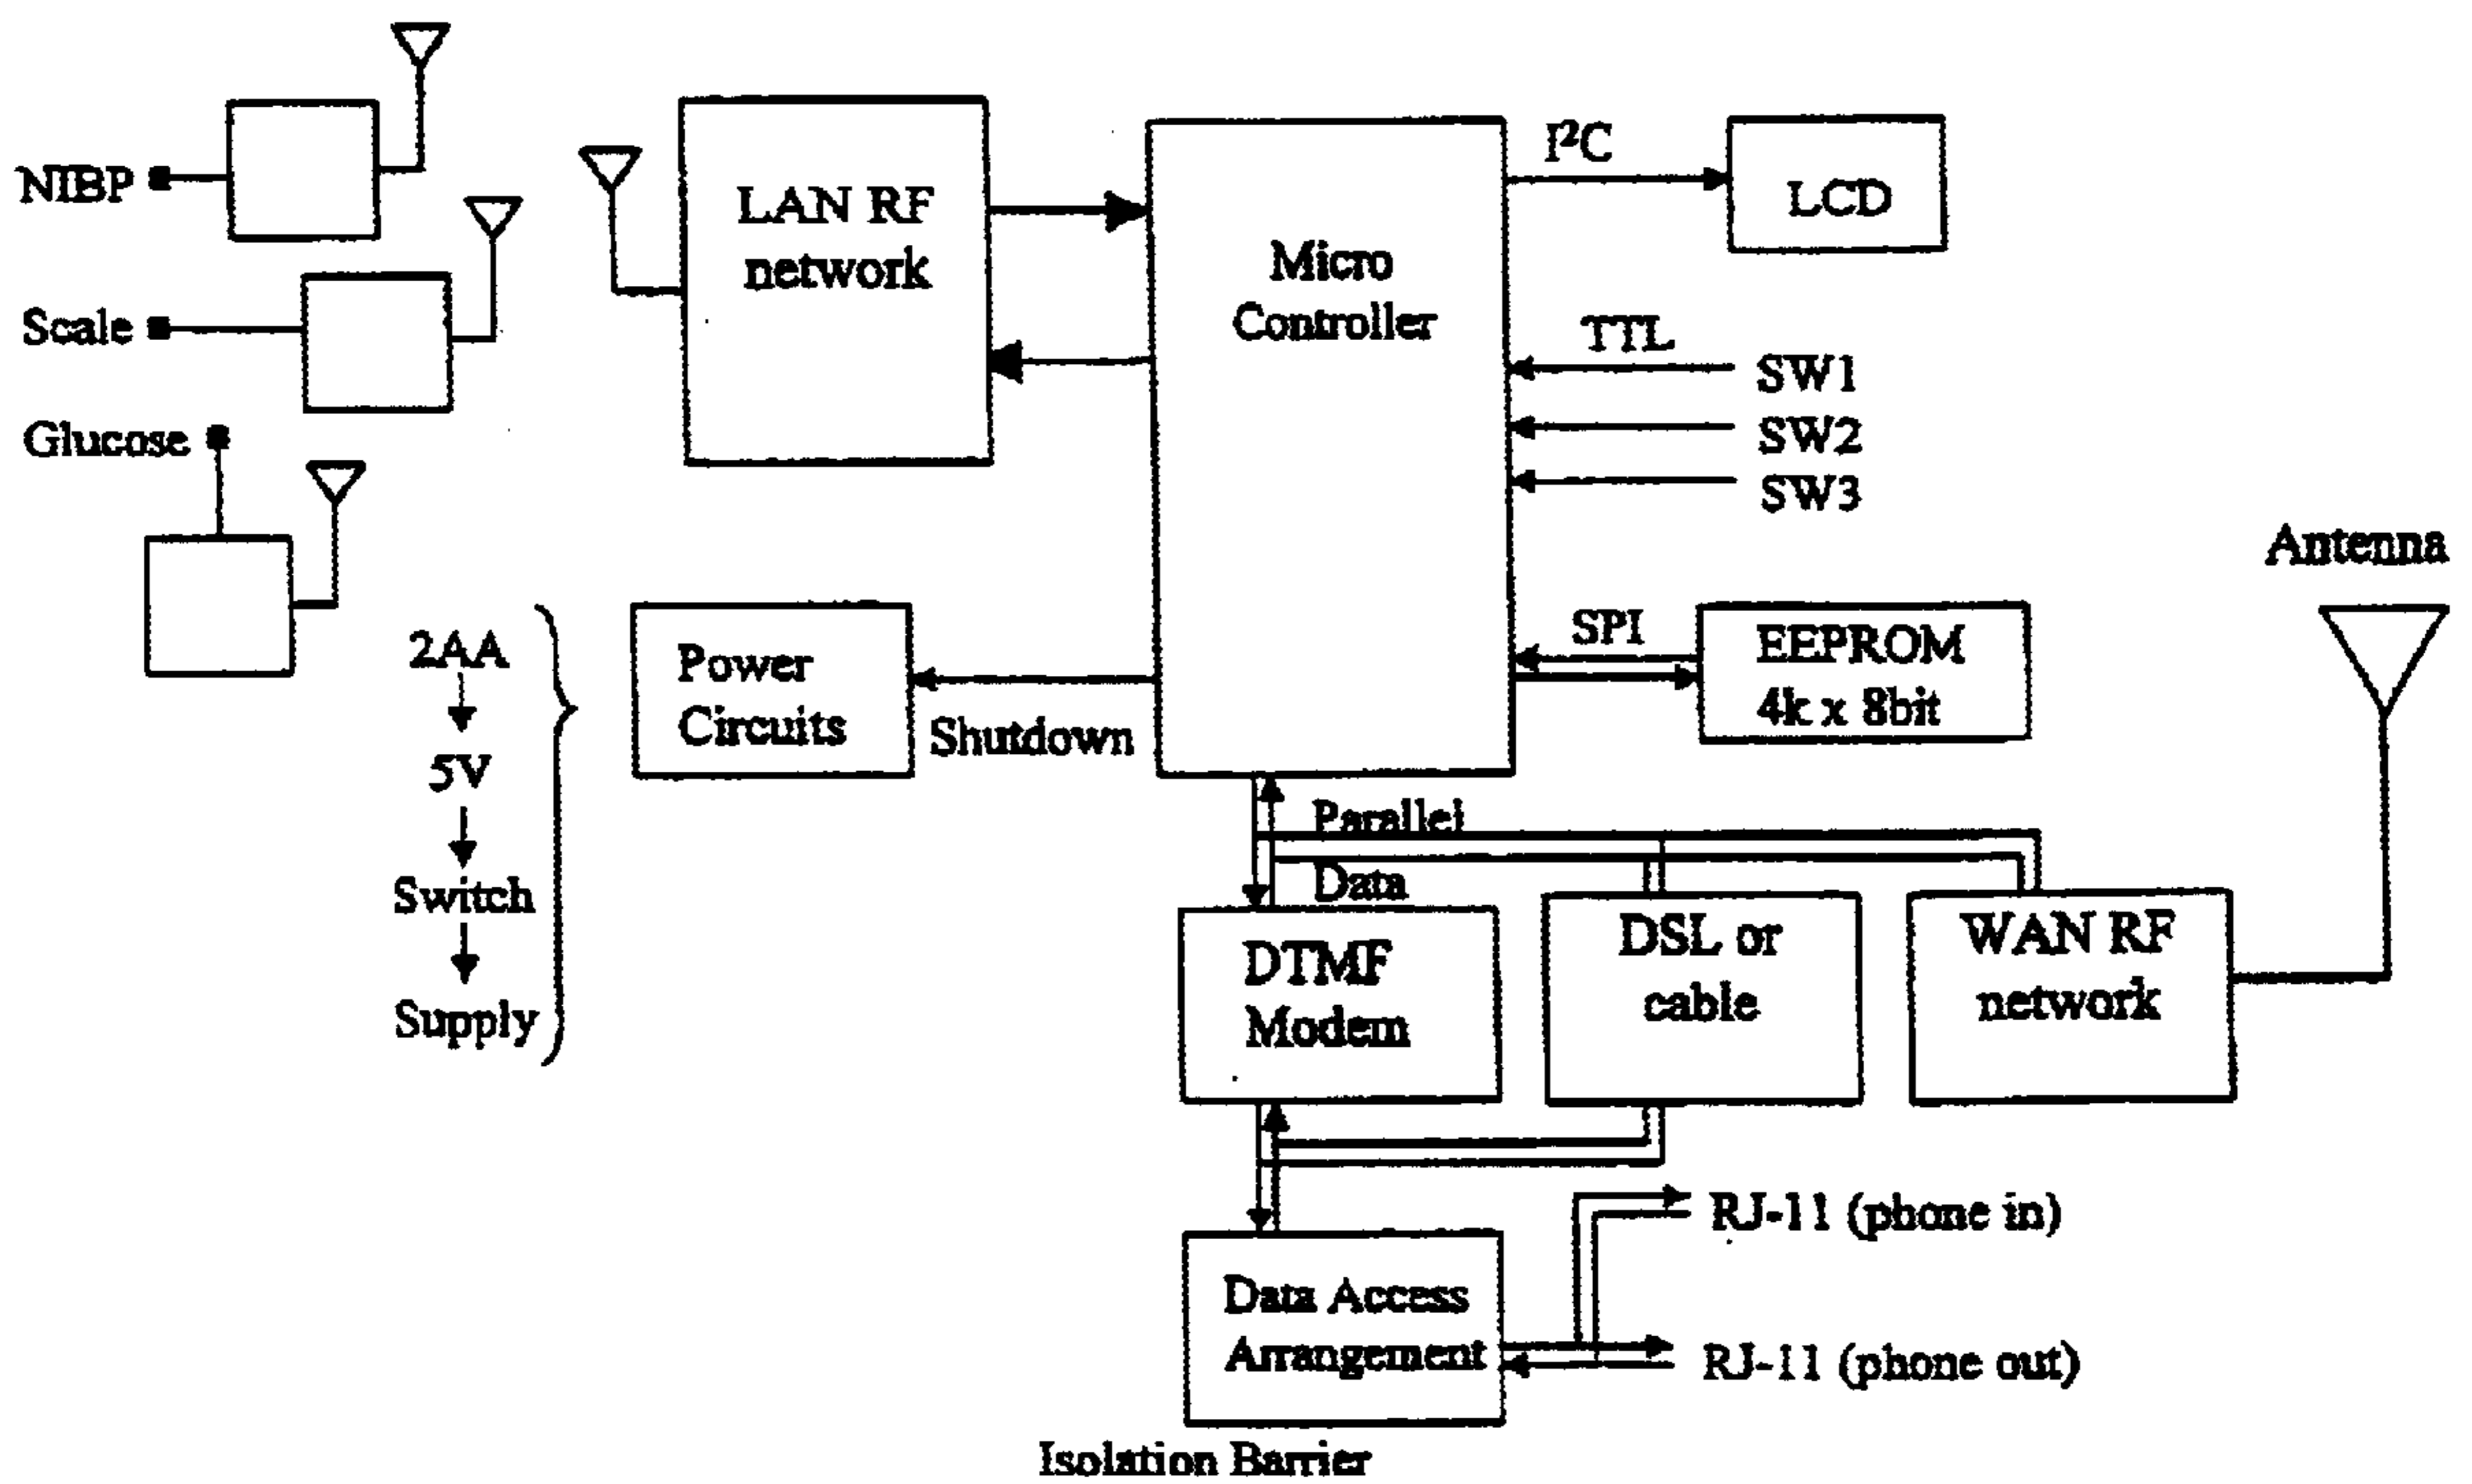 NIBP
Scale
Glucose
LAN RF
network
Micro
Controller
I²C
LCD
TTL
SW1
SW2
SW3
Antenna
2AA
5V
Switch
Supply
Power
Circuits
Shutdown
SPI
EEPROM
4k x 8bit
Parallel
Data
DTMF
Modem
DSL or
cable
WAN RF
network
Data Access
Arrangement
RJ-11 (phone in)
RJ-11 (phone out)
Isolation Barrier